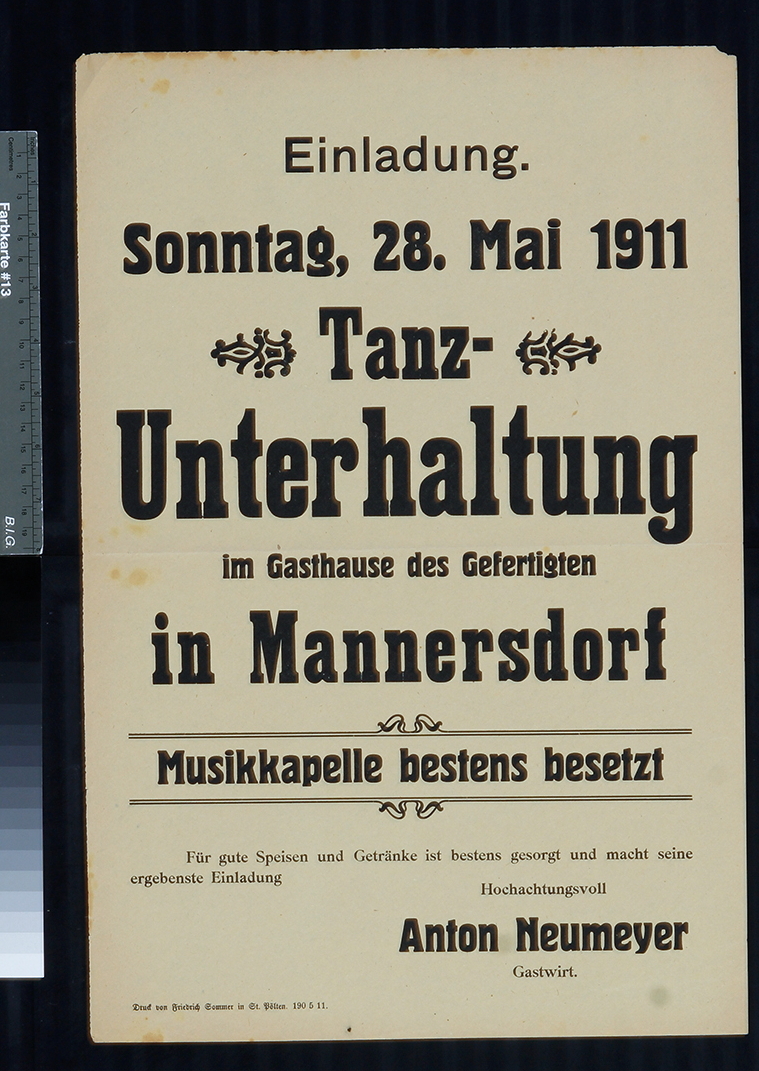 Einladung.
Sonntag, 28. Mai 1911
Tanz-
Unterhaltung
im Gasthause des Gefertigten
in Mannersdorf
Musikkapelle bestens besetzt
Für gute Speisen und Getränke ist bestens gesorgt und macht seine
ergebenste Einladung
Hochachtungsvoll
Anton Neumeyer
Gastwirt.
Druck von Friedrich Sommer in St. Pölten. 190 5 11.
Farbkarte #13
B.I.G.
Centimetres
Inches